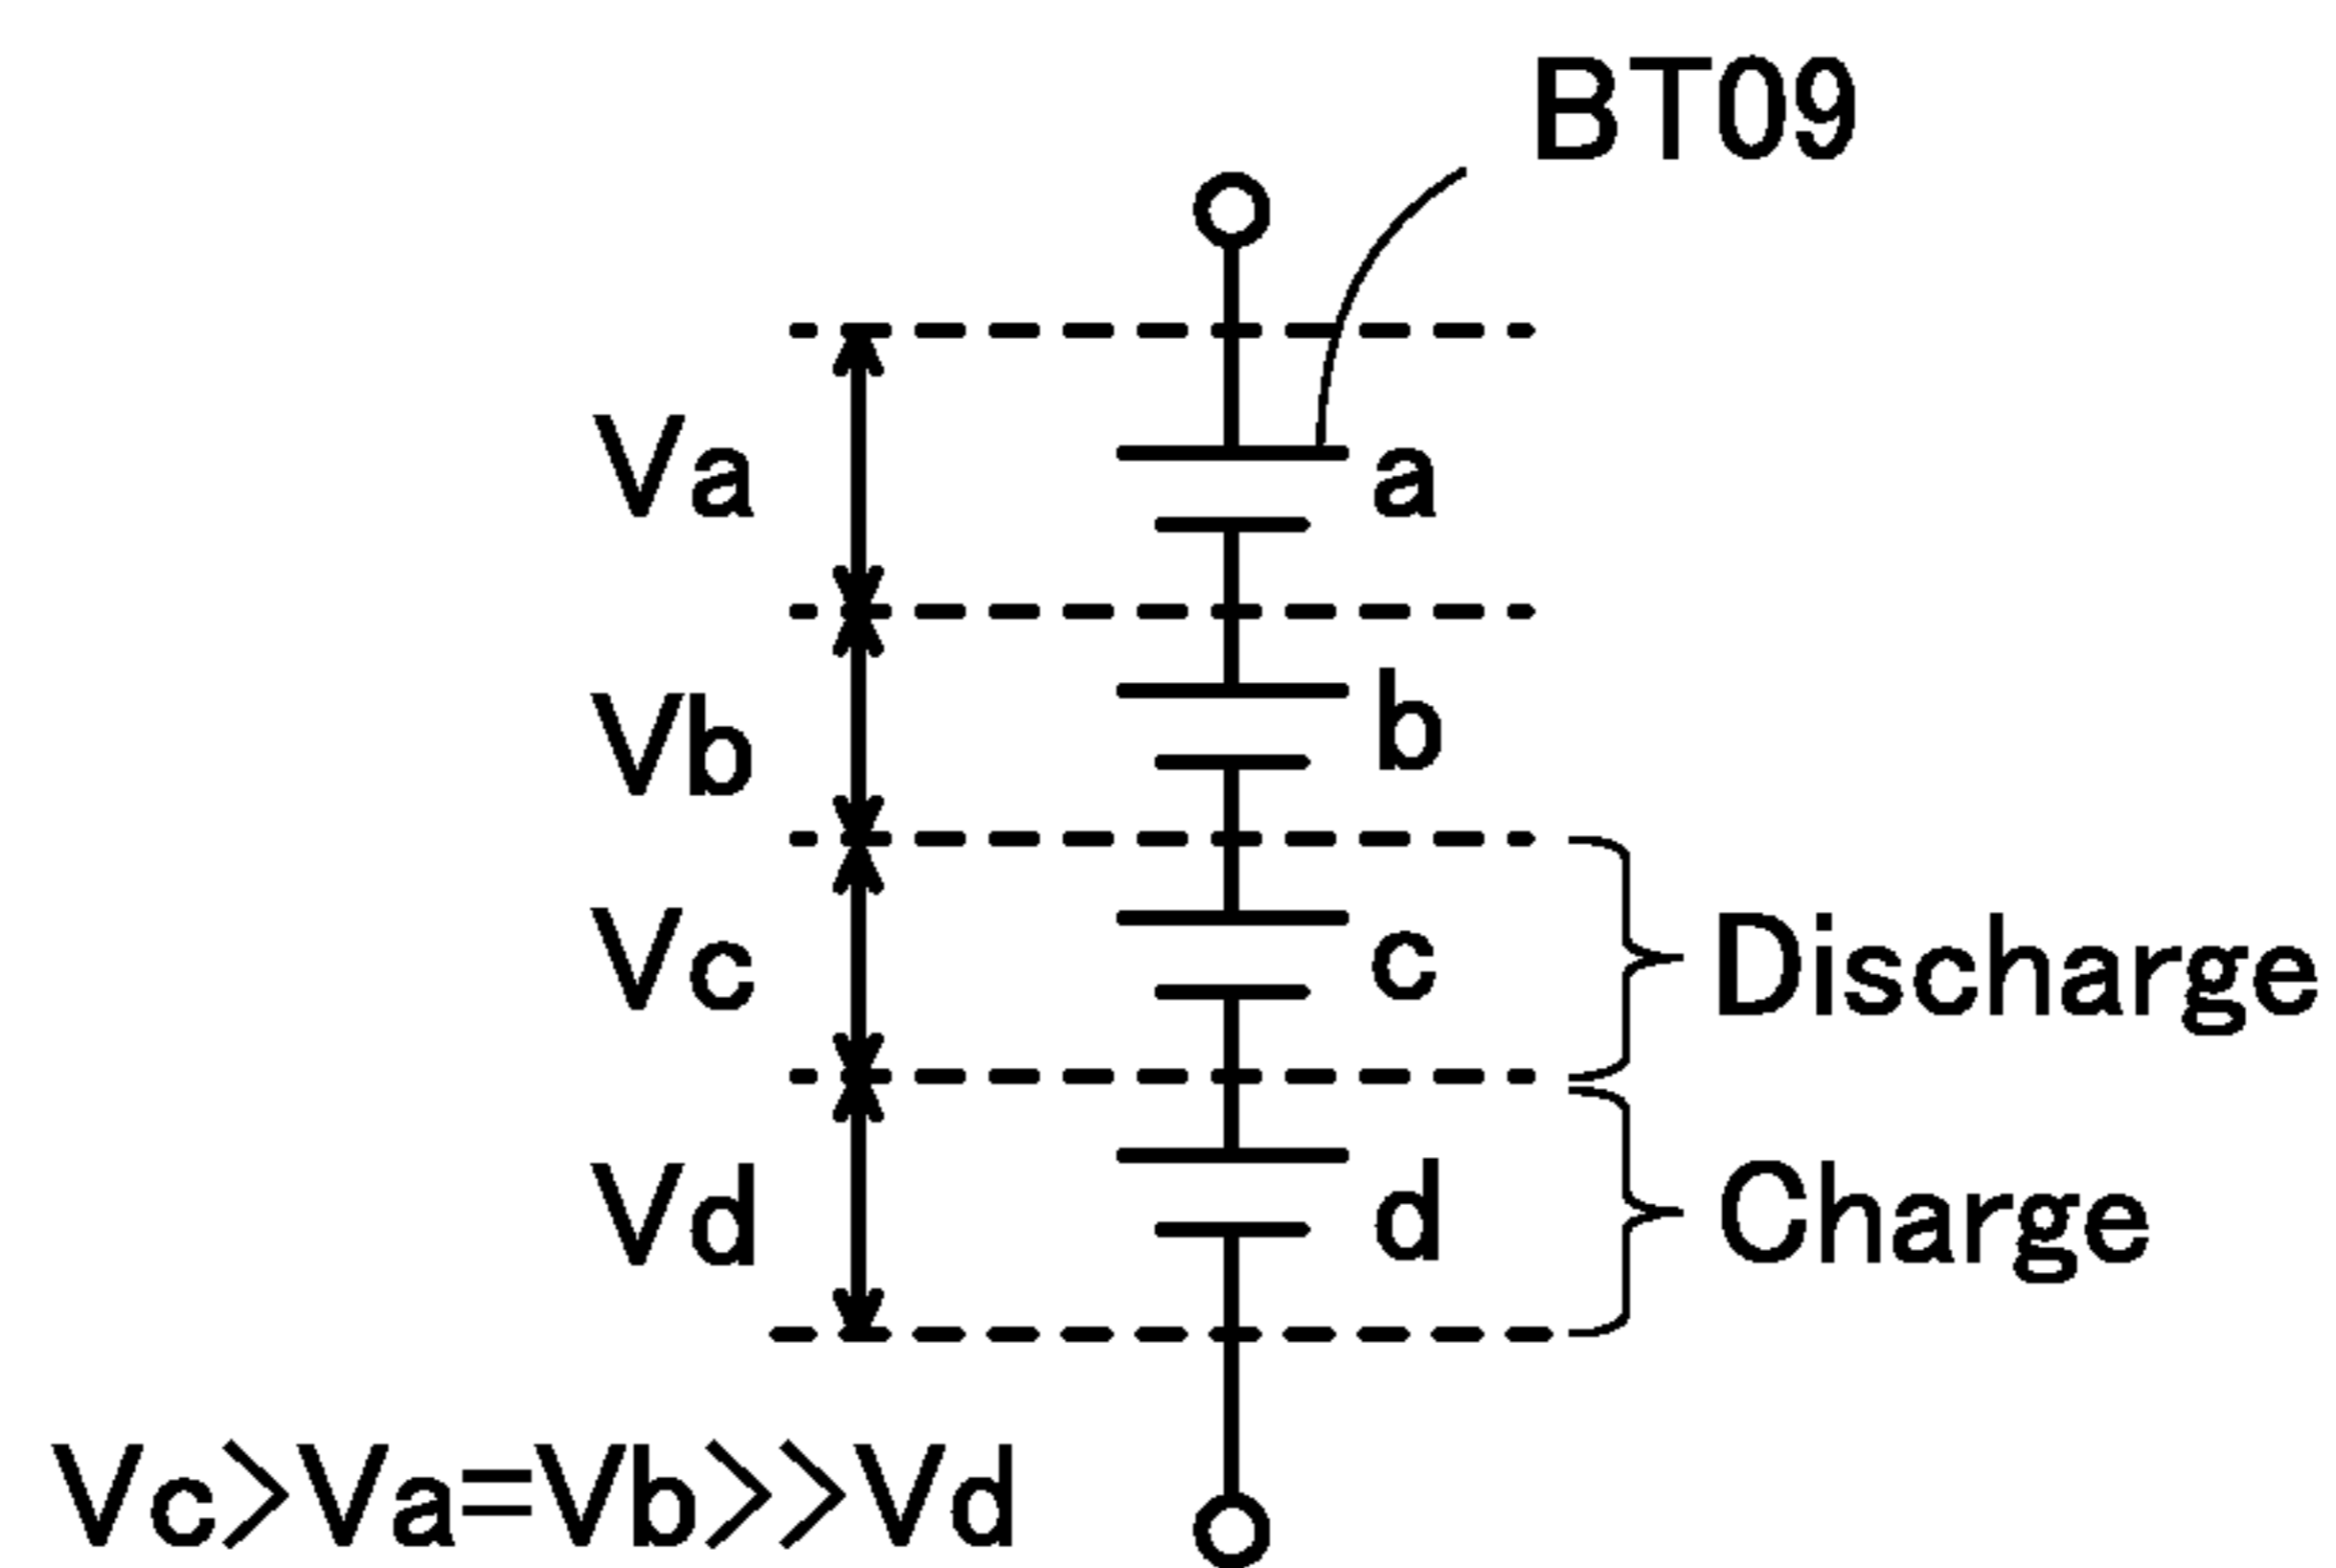 BT09
Va
a
Vb
b
Vc
c
Discharge
Vd
d
Charge
Vc>Va=Vb>>Vd